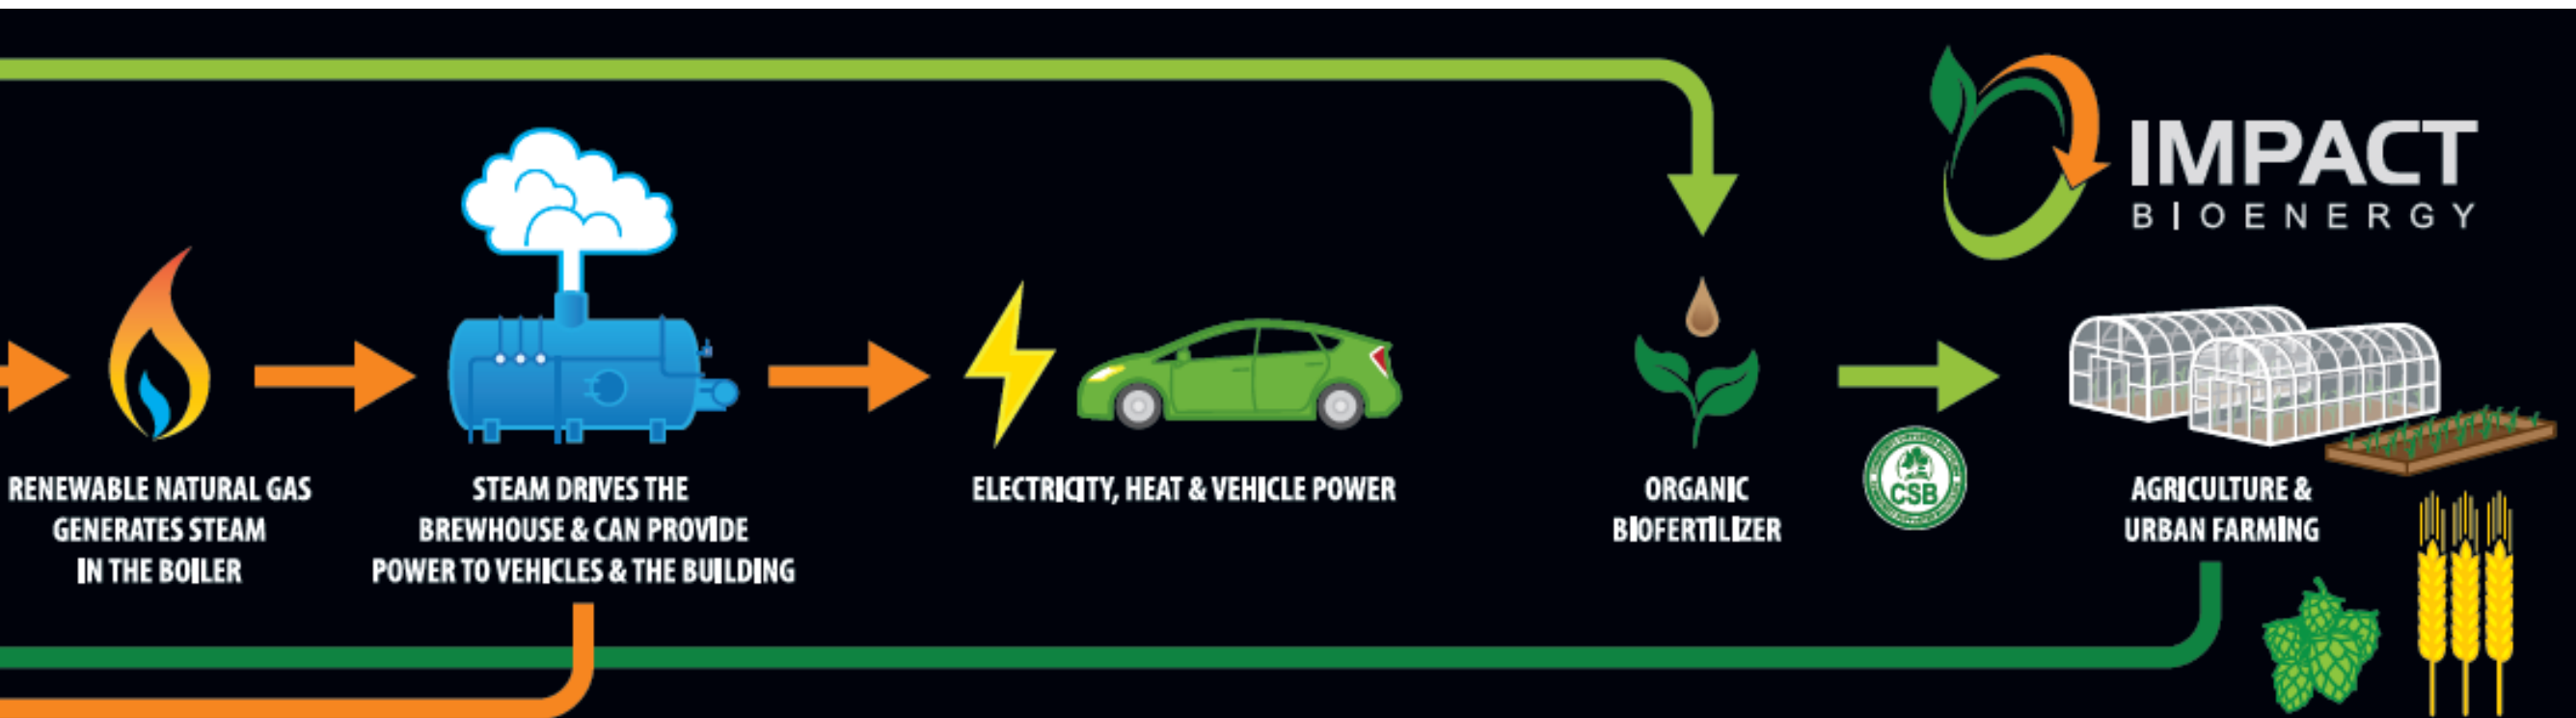 IMPACT
BIOENERGY
RENEWABLE NATURAL GAS
GENERATES STEAM
IN THE BOILER
STEAM DRIVES THE
BREWHOUSE & CAN PROVIDE
POWER TO VEHICLES & THE BUILDING
ELECTRICITY, HEAT & VEHICLE POWER
ORGANIC
BIOFERTILIZER
CSB
AGRICULTURE &
URBAN FARMING